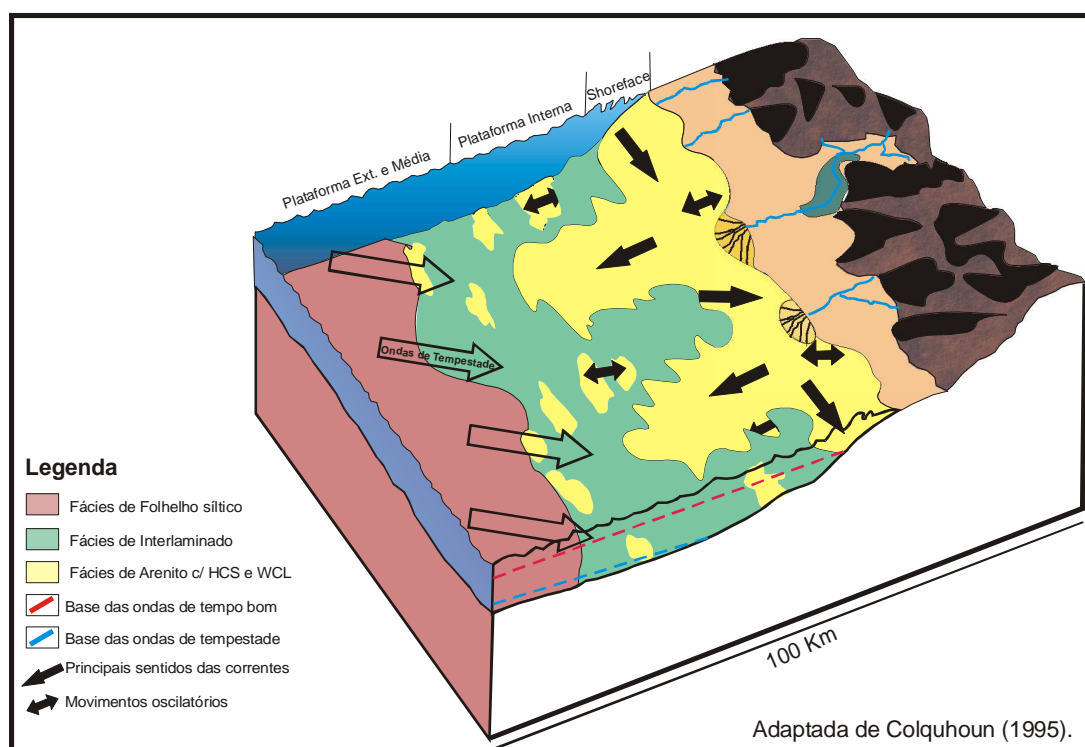 Plataforma Ext. e Média
Plataforma Interna
Shoreface
Ondas de Tempestade
Legenda
Fácies de Folhelho síltico
Fácies de Interlaminado
Fácies de Arenito c/ HCS e WCL
Base das ondas de tempo bom
Base das ondas de tempestade
Principais sentidos das correntes
Movimentos oscilatórios
100 Km
Adaptada de Colquhoun (1995).